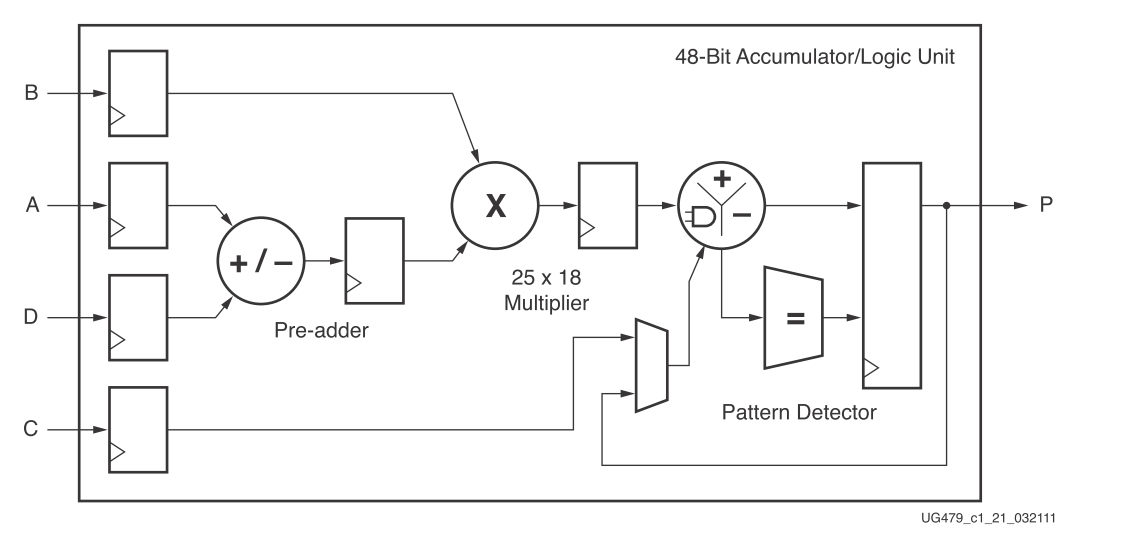 48-Bit Accumulator/Logic Unit
B
A
D
C
+ / –
Pre-adder
X
25 x 18
Multiplier
+
–
=
Pattern Detector
P
UG479_c1_21_032111